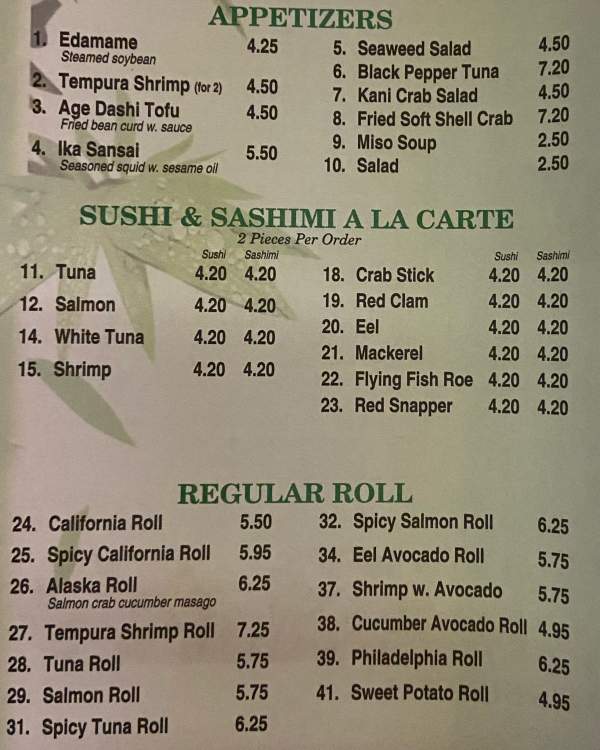 APPETIZERS
1. Edamame 4.25
Steamed soybean
2. Tempura Shrimp (for 2) 4.50
3. Age Dashi Tofu 4.50
Fried bean curd w. sauce
4. Ika Sansai 5.50
Seasoned squid w. sesame oil
5. Seaweed Salad 4.50
6. Black Pepper Tuna 7.20
7. Kani Crab Salad 4.50
8. Fried Soft Shell Crab 7.20
9. Miso Soup 2.50
10. Salad 2.50
SUSHI & SASHIMI A LA CARTE
2 Pieces Per Order
Sushi Sashimi
11. Tuna 4.20 4.20
12. Salmon 4.20 4.20
14. White Tuna 4.20 4.20
15. Shrimp 4.20 4.20
Sushi Sashimi
18. Crab Stick 4.20 4.20
19. Red Clam 4.20 4.20
20. Eel 4.20 4.20
21. Mackerel 4.20 4.20
22. Flying Fish Roe 4.20 4.20
23. Red Snapper 4.20 4.20
REGULAR ROLL
24. California Roll 5.50
25. Spicy California Roll 5.95
26. Alaska Roll 6.25
Salmon crab cucumber masago
27. Tempura Shrimp Roll 7.25
28. Tuna Roll 5.75
29. Salmon Roll 5.75
31. Spicy Tuna Roll 6.25
32. Spicy Salmon Roll 6.25
34. Eel Avocado Roll 5.75
37. Shrimp w. Avocado 5.75
38. Cucumber Avocado Roll 4.95
39. Philadelphia Roll 6.25
41. Sweet Potato Roll 4.95